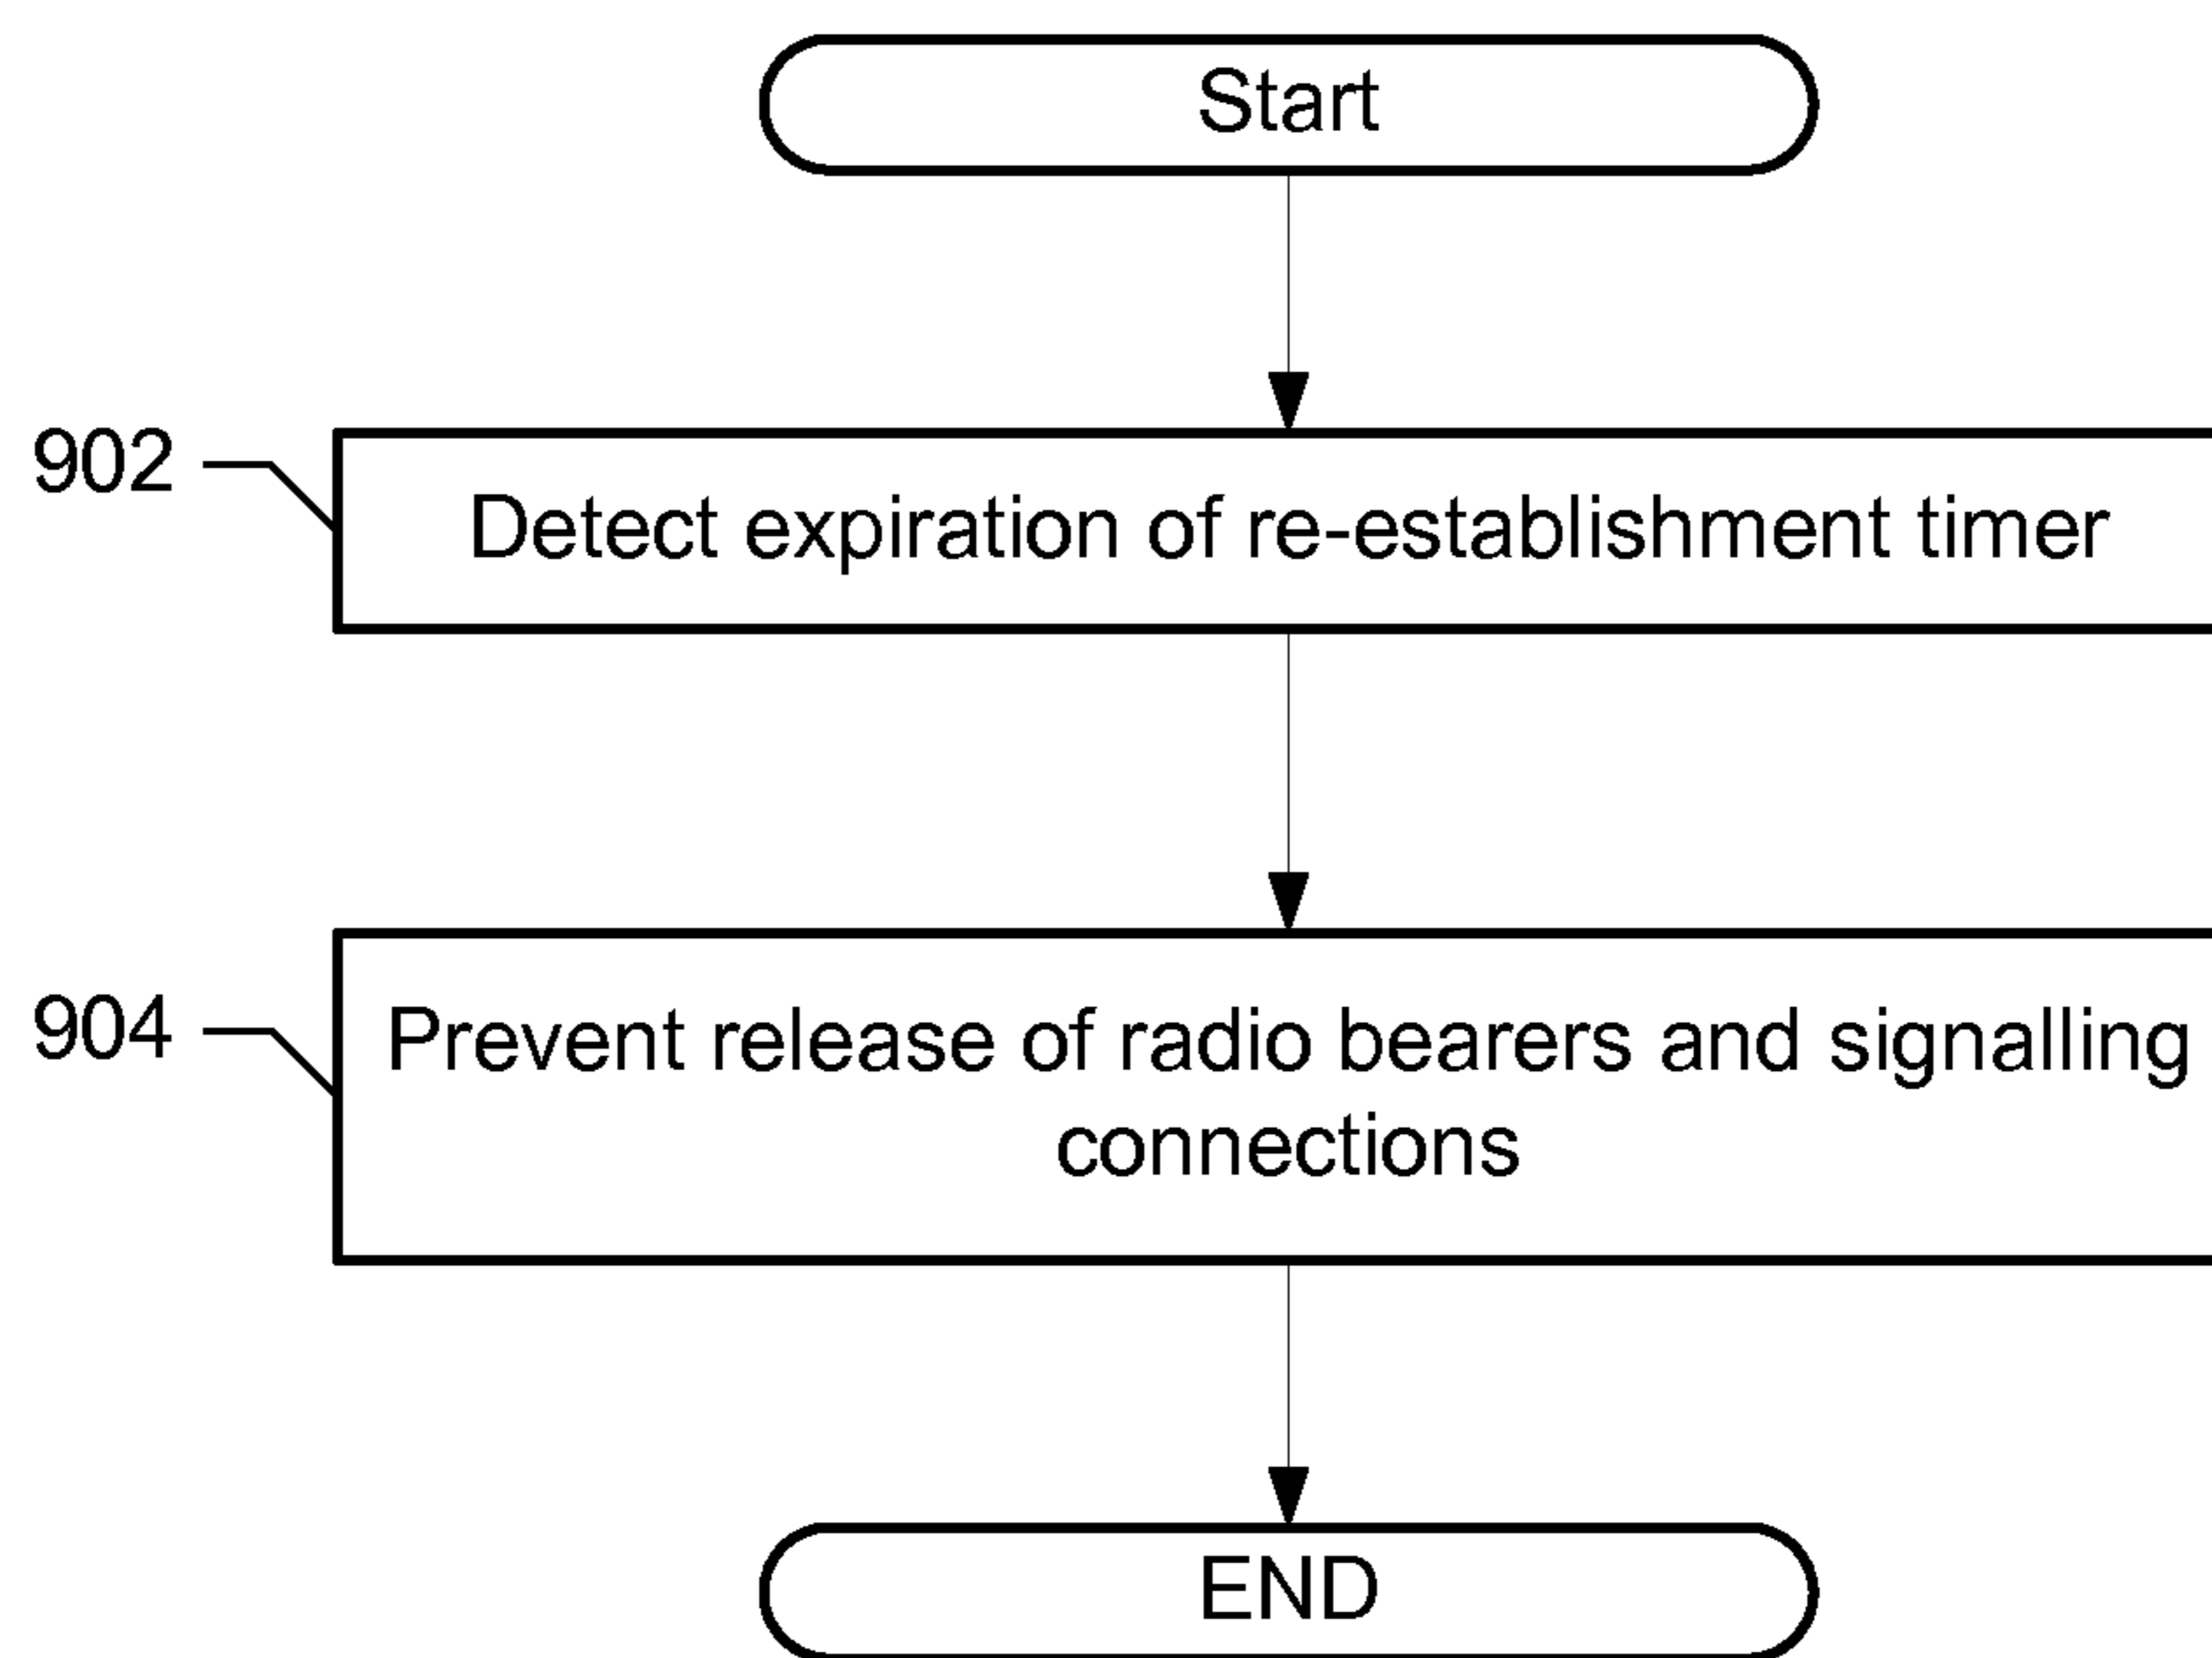 Start
902
Detect expiration of re-establishment timer
904
Prevent release of radio bearers and signalling
connections
END